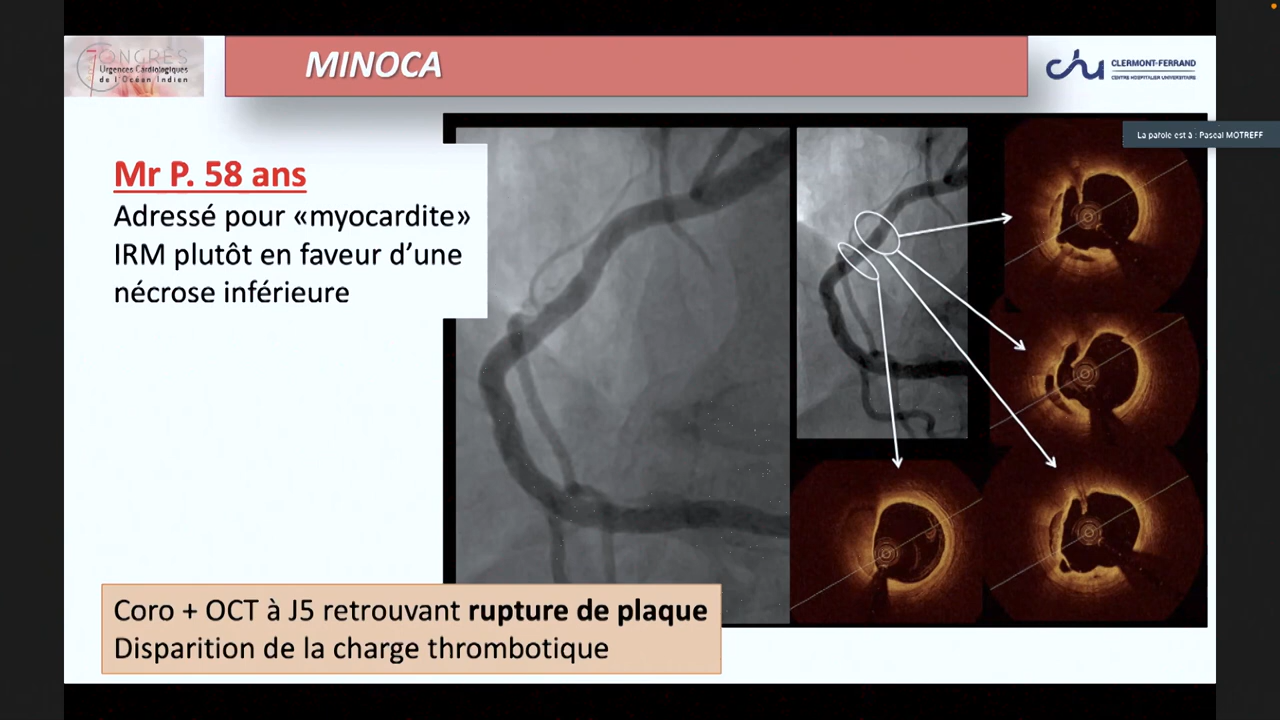 CONGRÈS
Urgences Cardiologiques
de l'Océan Indien
MINOCA
chu
CLERMONT-FERRAND
CENTRE HOSPITALIER UNIVERSITAIRE
La parole est à : Pascal MOTREFF
Mr P. 58 ans
Adressé pour «myocardite»
IRM plutôt en faveur d’une
nécrose inférieure
Coro + OCT à J5 retrouvant rupture de plaque
Disparition de la charge thrombotique